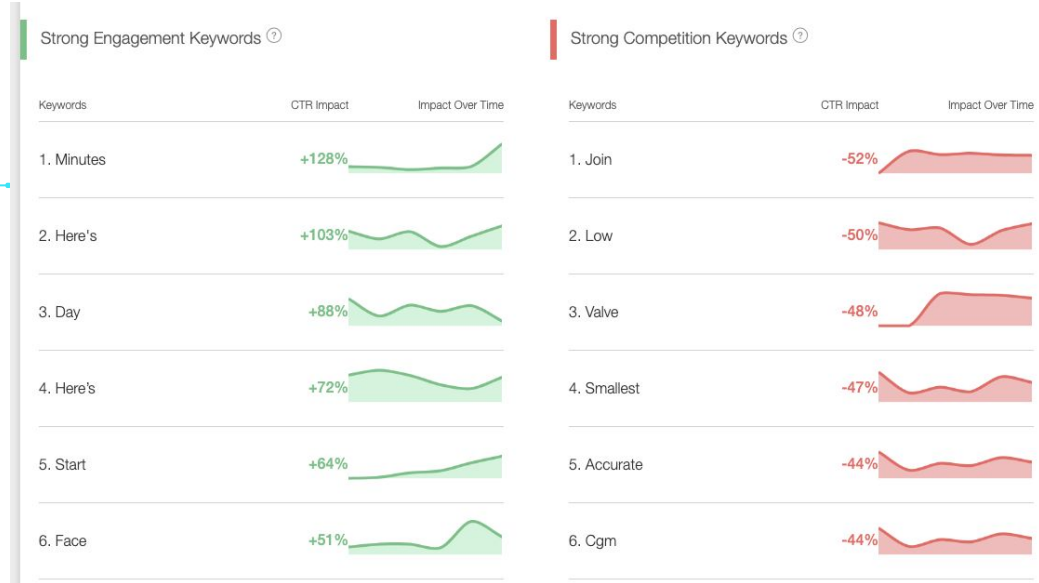 Strong Engagement Keywords ?
Keywords CTR Impact Impact Over Time
1. Minutes +128%
2. Here's +103%
3. Day +88%
4. Here’s +72%
5. Start +64%
6. Face +51%
Strong Competition Keywords ?
Keywords CTR Impact Impact Over Time
1. Join -52%
2. Low -50%
3. Valve -48%
4. Smallest -47%
5. Accurate -44%
6. Cgm -44%